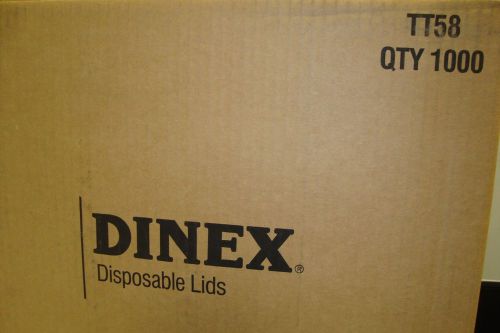 TT58
QTY 1000
DINEX®
Disposable Lids